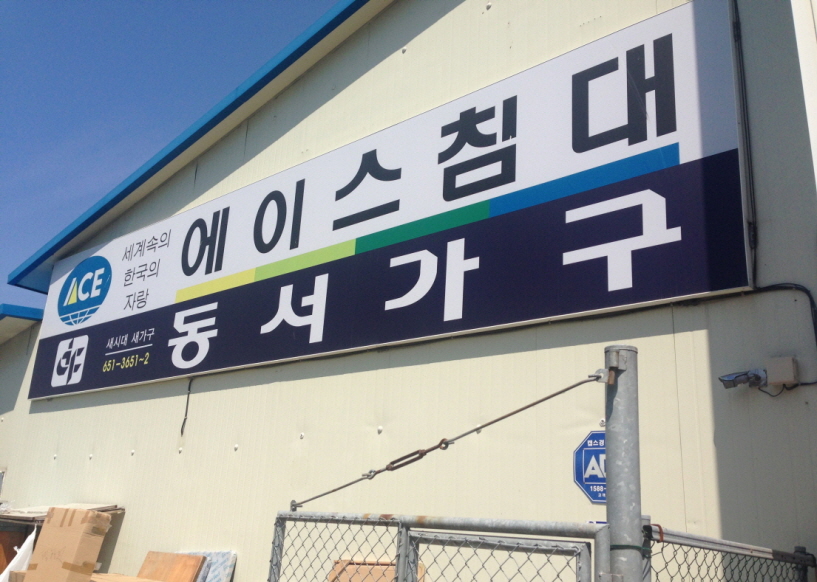 ACE
세계속의
한국의
자랑
에이스침대
새시대 새가구
651-3651~2
동서가구
1588-